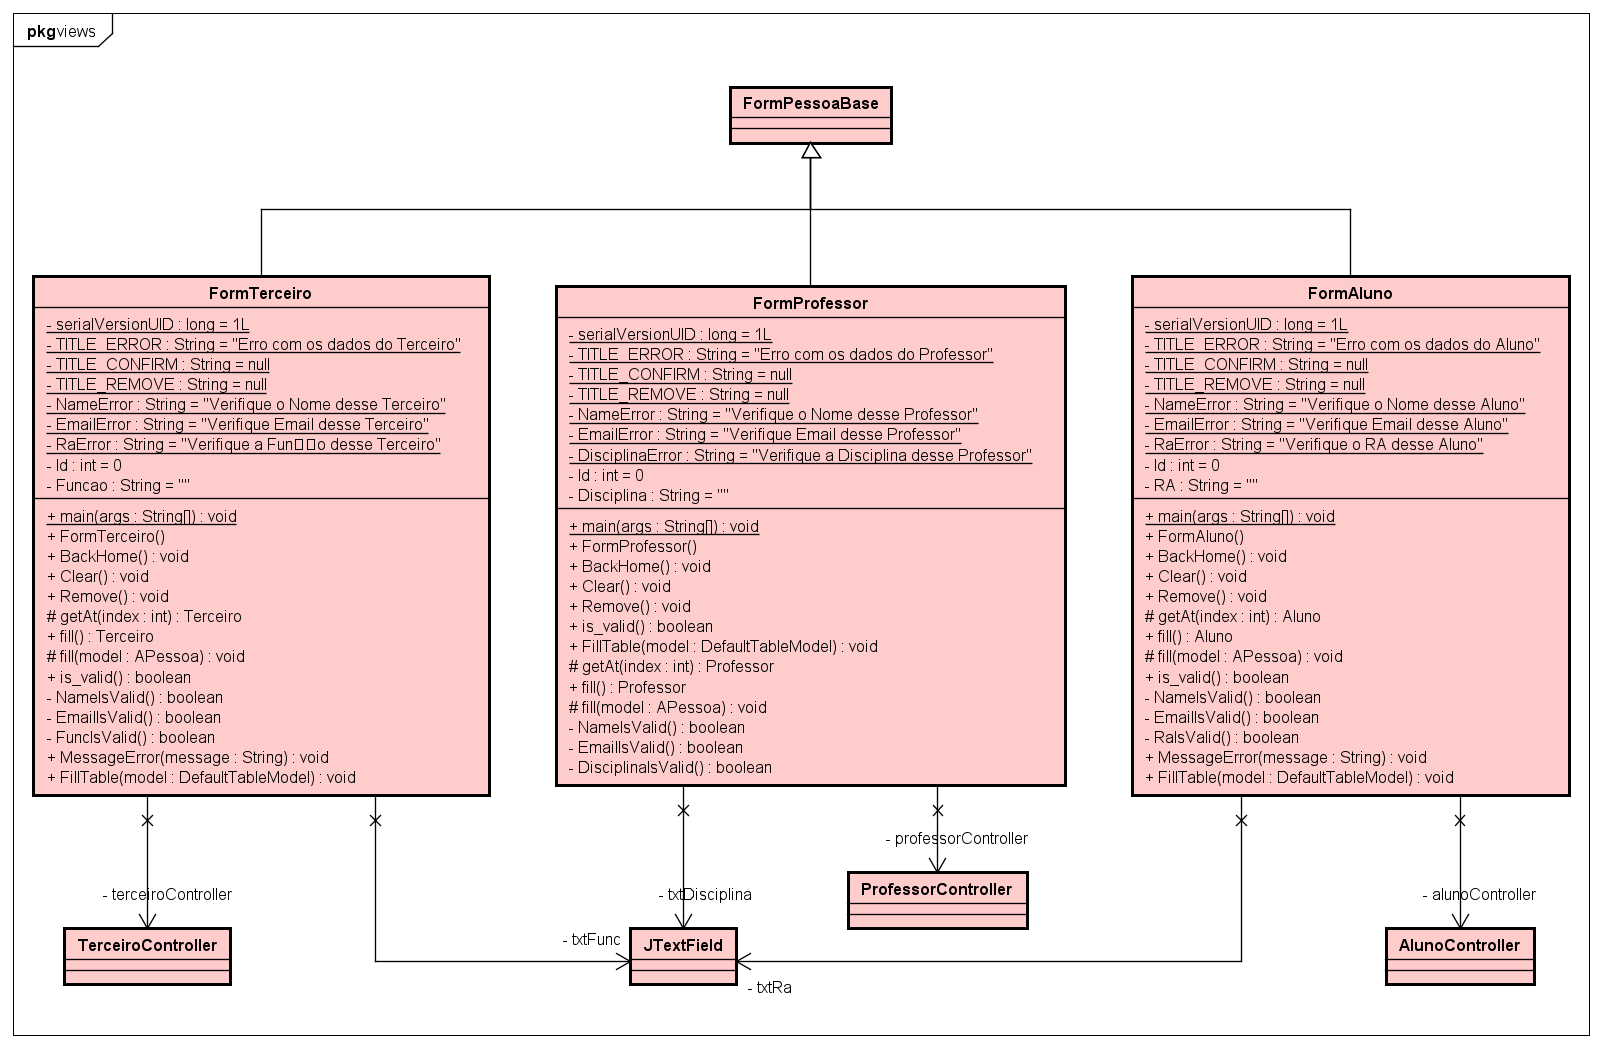 pkg views
FormPessoaBase
FormTerceiro
- serialVersionUID : long = 1L
- TITLE_ERROR : String = "Erro com os dados do Terceiro"
- TITLE_CONFIRM : String = null
- TITLE_REMOVE : String = null
- NameError : String = "Verifique o Nome desse Terceiro"
- EmailError : String = "Verifique Email desse Terceiro"
- RaError : String = "Verifique a Fun□□o desse Terceiro"
- Id : int = 0
- Funcao : String = ""
+ main(args : String[]) : void
+ FormTerceiro()
+ BackHome() : void
+ Clear() : void
+ Remove() : void
# getAt(index : int) : Terceiro
+ fill() : Terceiro
# fill(model : APessoa) : void
+ is_valid() : boolean
- NameIsValid() : boolean
- EmailIsValid() : boolean
- FuncIsValid() : boolean
+ MessageError(message : String) : void
+ FillTable(model : DefaultTableModel) : void
FormProfessor
- serialVersionUID : long = 1L
- TITLE_ERROR : String = "Erro com os dados do Professor"
- TITLE_CONFIRM : String = null
- TITLE_REMOVE : String = null
- NameError : String = "Verifique o Nome desse Professor"
- EmailError : String = "Verifique Email desse Professor"
- DisciplinaError : String = "Verifique a Disciplina desse Professor"
- Id : int = 0
- Disciplina : String = ""
+ main(args : String[]) : void
+ FormProfessor()
+ BackHome() : void
+ Clear() : void
+ Remove() : void
+ is_valid() : boolean
+ FillTable(model : DefaultTableModel) : void
# getAt(index : int) : Professor
+ fill() : Professor
# fill(model : APessoa) : void
- NameIsValid() : boolean
- EmailIsValid() : boolean
- DisciplinaIsValid() : boolean
FormAluno
- serialVersionUID : long = 1L
- TITLE_ERROR : String = "Erro com os dados do Aluno"
- TITLE_CONFIRM : String = null
- TITLE_REMOVE : String = null
- NameError : String = "Verifique o Nome desse Aluno"
- EmailError : String = "Verifique Email desse Aluno"
- RaError : String = "Verifique o RA desse Aluno"
- Id : int = 0
- RA : String = ""
+ main(args : String[]) : void
+ FormAluno()
+ BackHome() : void
+ Clear() : void
+ Remove() : void
# getAt(index : int) : Aluno
+ fill() : Aluno
# fill(model : APessoa) : void
+ is_valid() : boolean
- NameIsValid() : boolean
- EmailIsValid() : boolean
- RaIsValid() : boolean
+ MessageError(message : String) : void
+ FillTable(model : DefaultTableModel) : void
- professorController
- terceiroController
- txtDisciplina
ProfessorController
- alunoController
- txtFunc
TerceiroController
JTextField
AlunoController
- txtRa